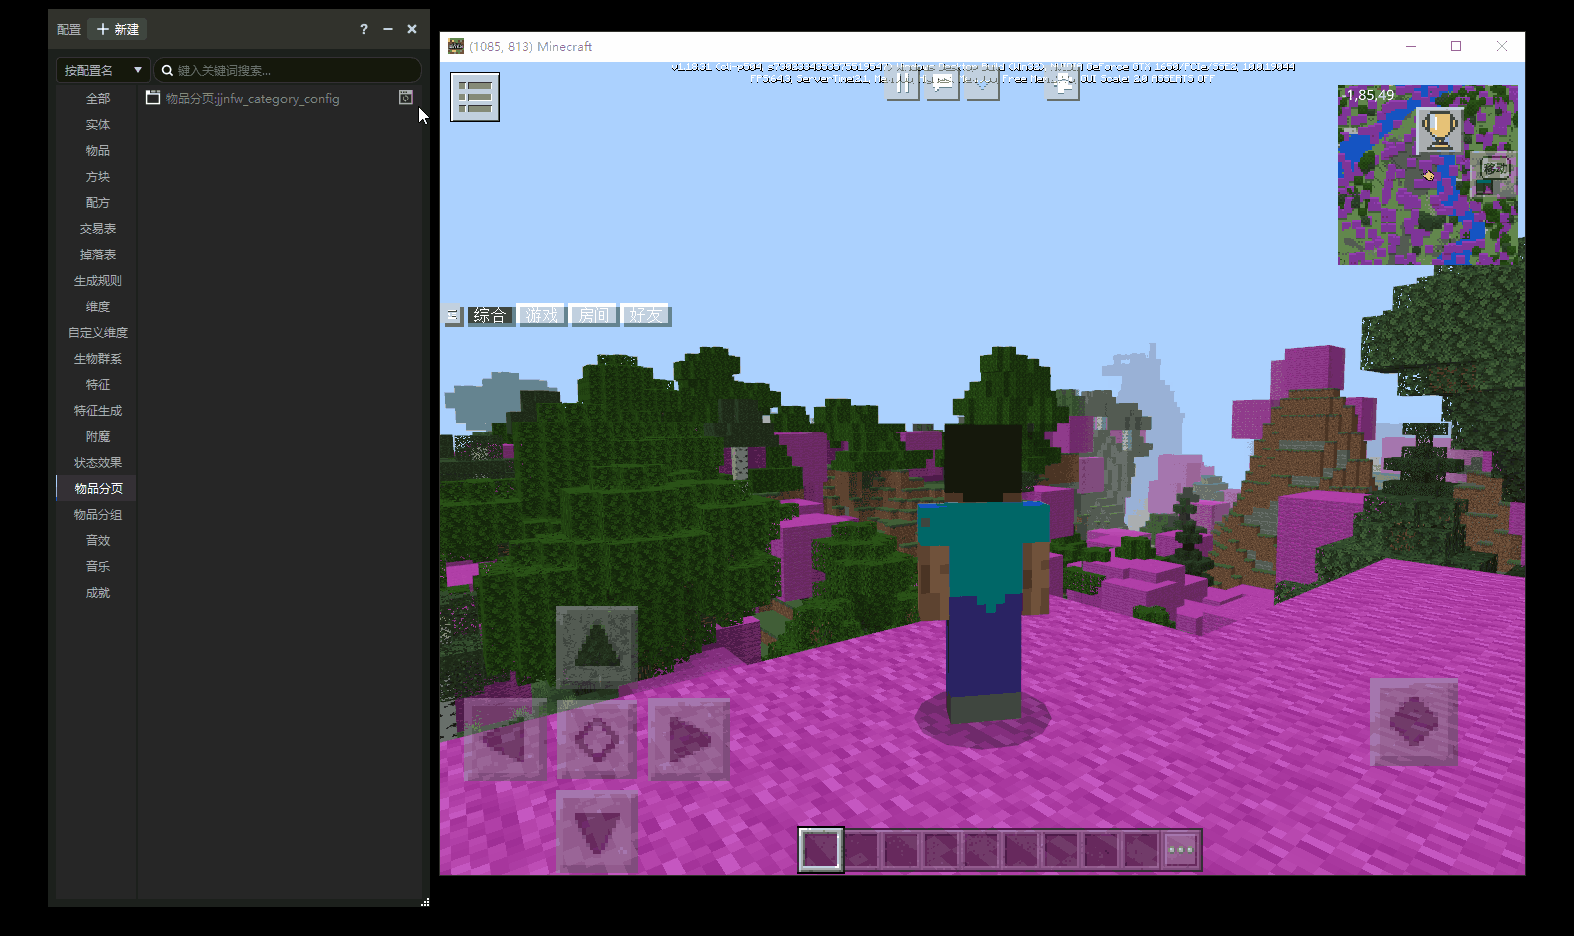 配置
+ 新建
? − ×
按配置名
键入关键词搜索...
全部
实体
物品
方块
配方
交易表
掉落表
生成规则
维度
自定义维度
生物群系
特征
特征生成
附魔
状态效果
物品分页
物品分组
音效
音乐
成就
物品分页:jjnfw_category_config
(1085, 813) Minecraft
-1,85,49
移动
综合
游戏
房间
好友